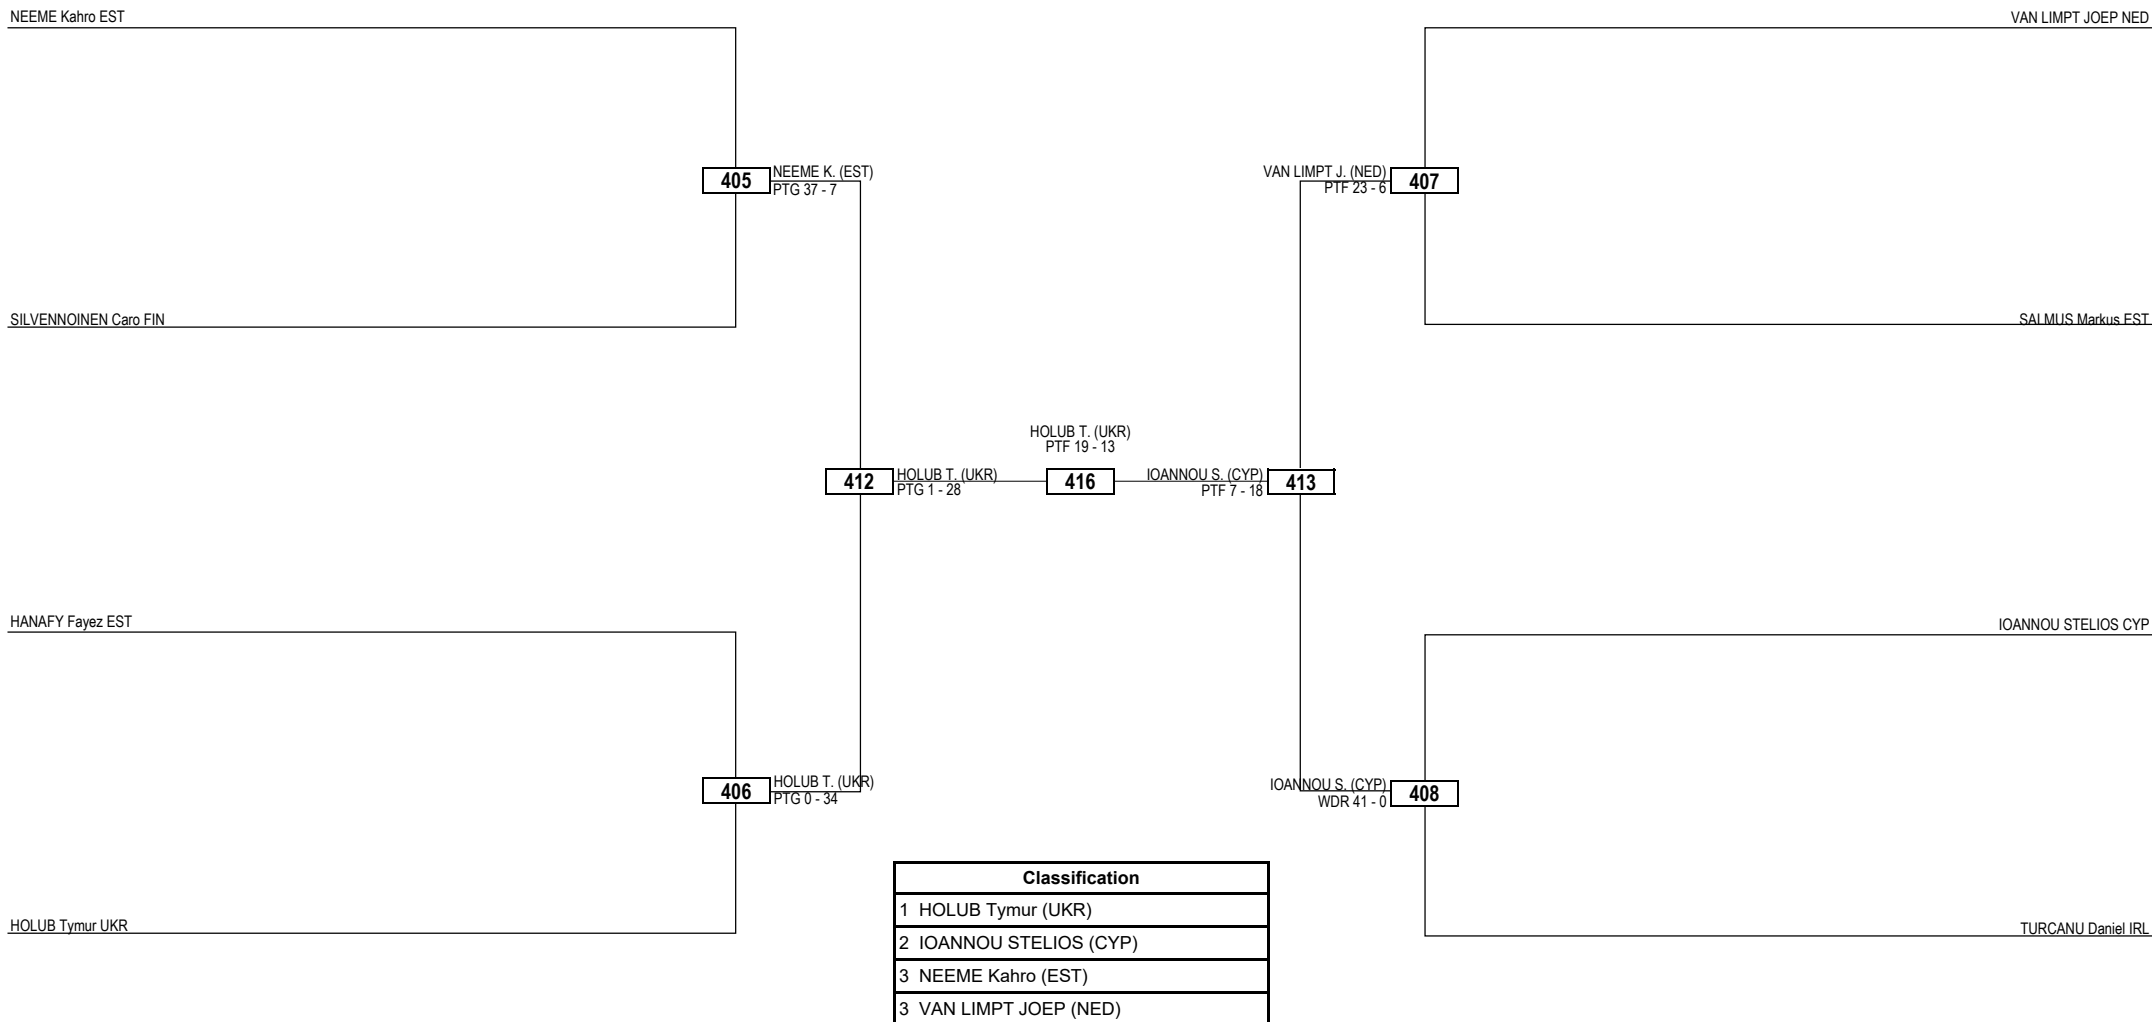 NEEME Kahro EST
VAN LIMPT JOEP NED
405
NEEME K. (EST)
PTG 37 - 7
VAN LIMPT J. (NED)
PTF 23 - 6
407
SILVENNOINEN Caro FIN
SALMUS Markus EST
HOLUB T. (UKR)
PTF 19 - 13
412
HOLUB T. (UKR)
PTG 1 - 28
416
IOANNOU S. (CYP)
PTF 7 - 18
413
HANAFY Fayez EST
IOANNOU STELIOS CYP
406
HOLUB T. (UKR)
PTG 0 - 34
IOANNOU S. (CYP)
WDR 41 - 0
408
HOLUB Tymur UKR
TURCANU Daniel IRL
Classification
1 HOLUB Tymur (UKR)
2 IOANNOU STELIOS (CYP)
3 NEEME Kahro (EST)
3 VAN LIMPT JOEP (NED)